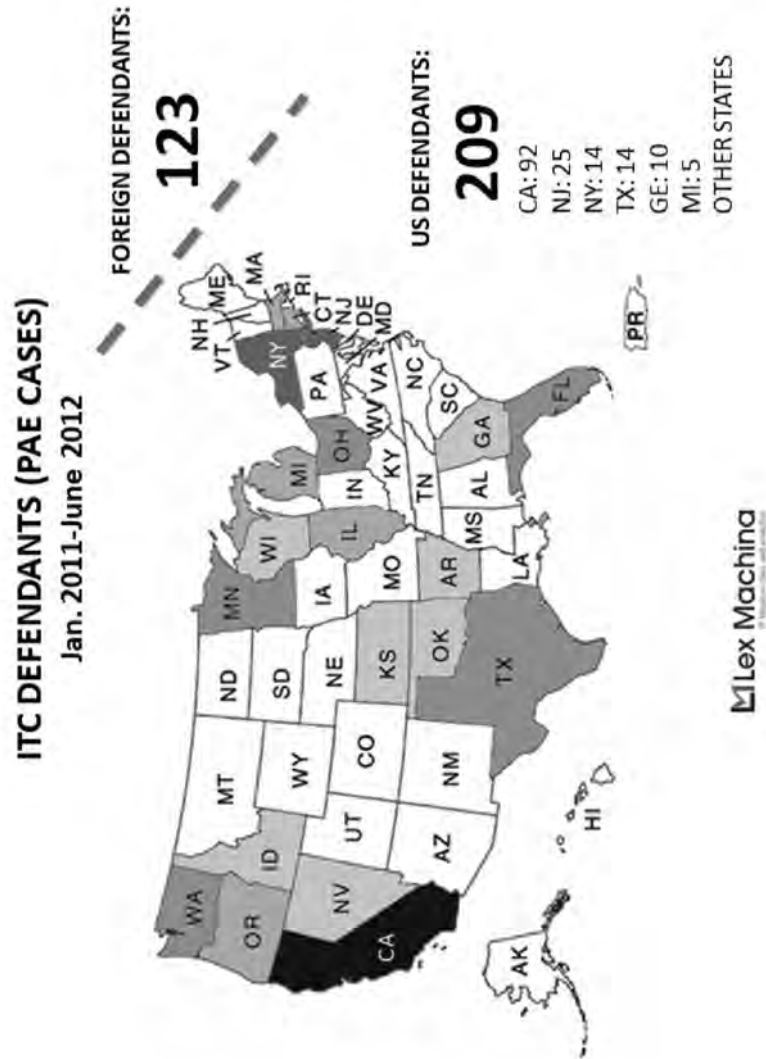 ITC DEFENDANTS (PAE CASES)
Jan. 2011-June 2012
FOREIGN DEFENDANTS:
123
US DEFENDANTS:
209
CA: 92
NJ: 25
NY: 14
TX: 14
GE: 10
MI: 5
OTHER STATES
WA
OR
CA
ID
NV
MT
WY
UT
AZ
CO
NM
ND
SD
NE
KS
OK
TX
MN
IA
MO
AR
LA
WI
IL
MI
IN
OH
KY
TN
MS
AL
GA
FL
SC
NC
VA
WV
PA
NY
VT
NH
ME
MA
RI
CT
NJ
DE
MD
AK
HI
PR
Lex Machina